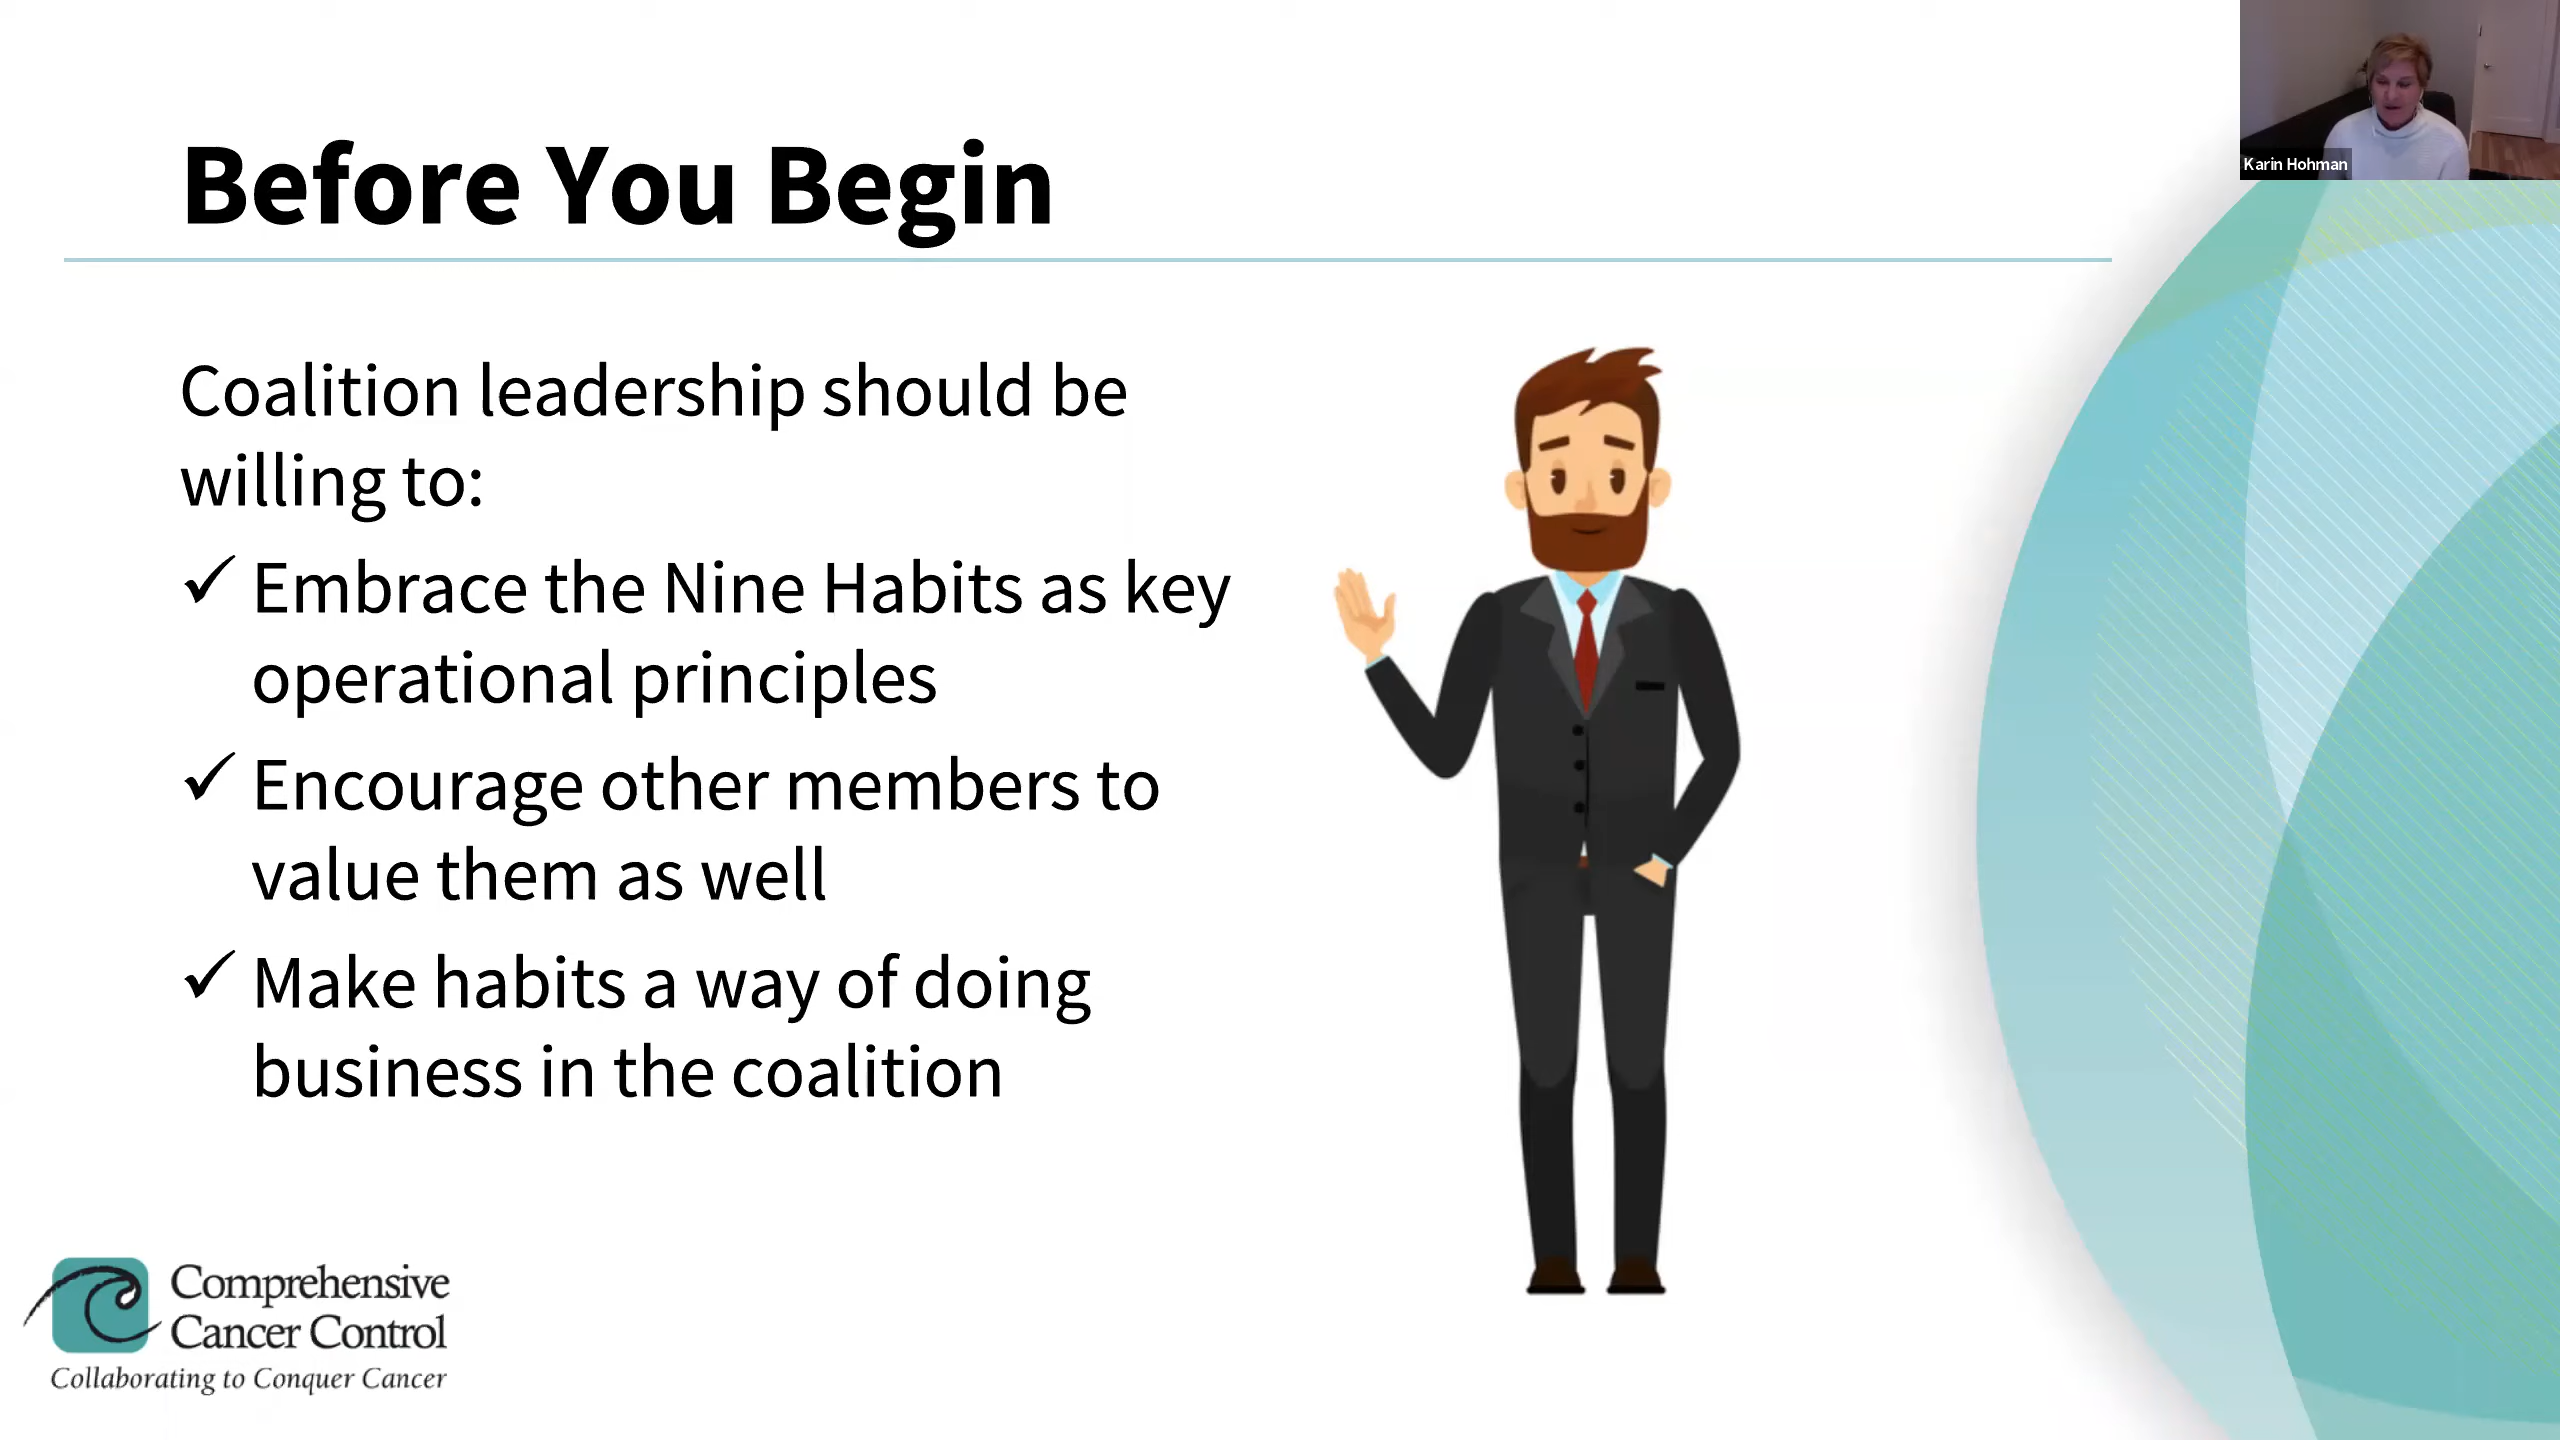 Karin Hohman
Before You Begin
Coalition leadership should be
willing to:
✓ Embrace the Nine Habits as key
operational principles
✓ Encourage other members to
value them as well
✓ Make habits a way of doing
business in the coalition
Comprehensive
Cancer Control
Collaborating to Conquer Cancer